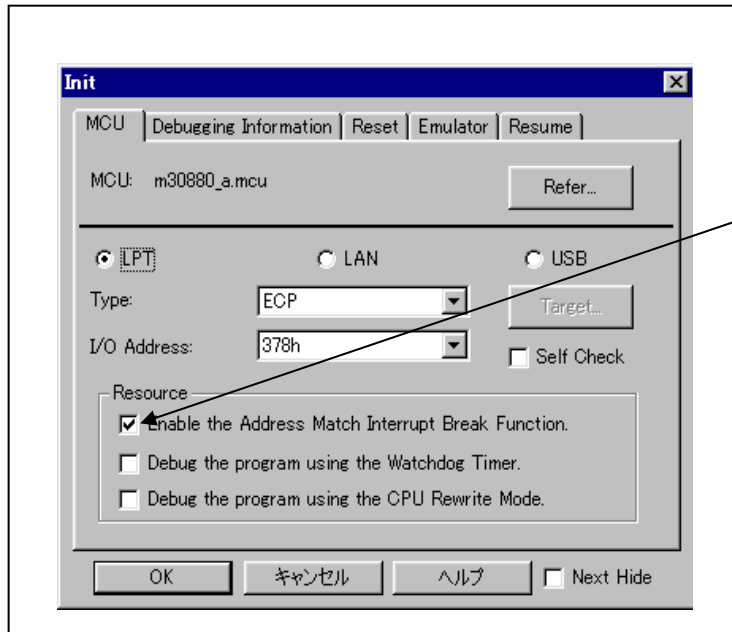 Init
MCU Debugging Information Reset Emulator Resume
MCU: m30880_a.mcu Refer...
LPT LAN USB
Type: ECP Target...
I/O Address: 378h Self Check
Resource
Enable the Address Match Interrupt Break Function.
Debug the program using the Watchdog Timer.
Debug the program using the CPU Rewrite Mode.
OK キャンセル ヘルプ Next Hide